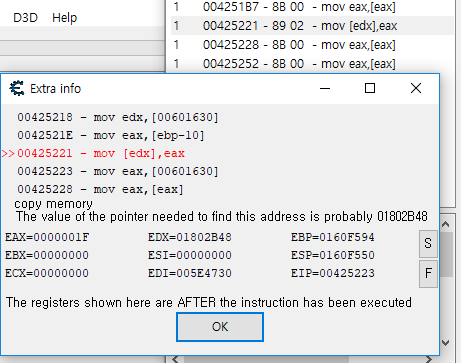 D3D Help
1 004251B7 - 8B 00 - mov eax,[eax]
1 00425221 - 89 02 - mov [edx],eax
1 00425228 - 8B 00 - mov eax,[eax]
1 00425252 - 8B 00 - mov eax,[eax]
Extra info
00425218 - mov edx,[00601630]
0042521E - mov eax,[ebp-10]
>>00425221 - mov [edx],eax
00425223 - mov eax,[00601630]
00425228 - mov eax,[eax]
copy memory
The value of the pointer needed to find this address is probably 01802B48
EAX=0000001F EDX=01802B48 EBP=0160F594
EBX=00000000 ESI=00000000 ESP=0160F550
ECX=00000000 EDI=005E4730 EIP=00425223
S
F
The registers shown here are AFTER the instruction has been executed
OK